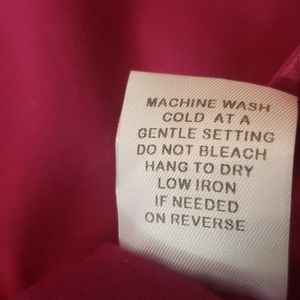 MACHINE WASH
COLD AT A
GENTLE SETTING
DO NOT BLEACH
HANG TO DRY
LOW IRON
IF NEEDED
ON REVERSE